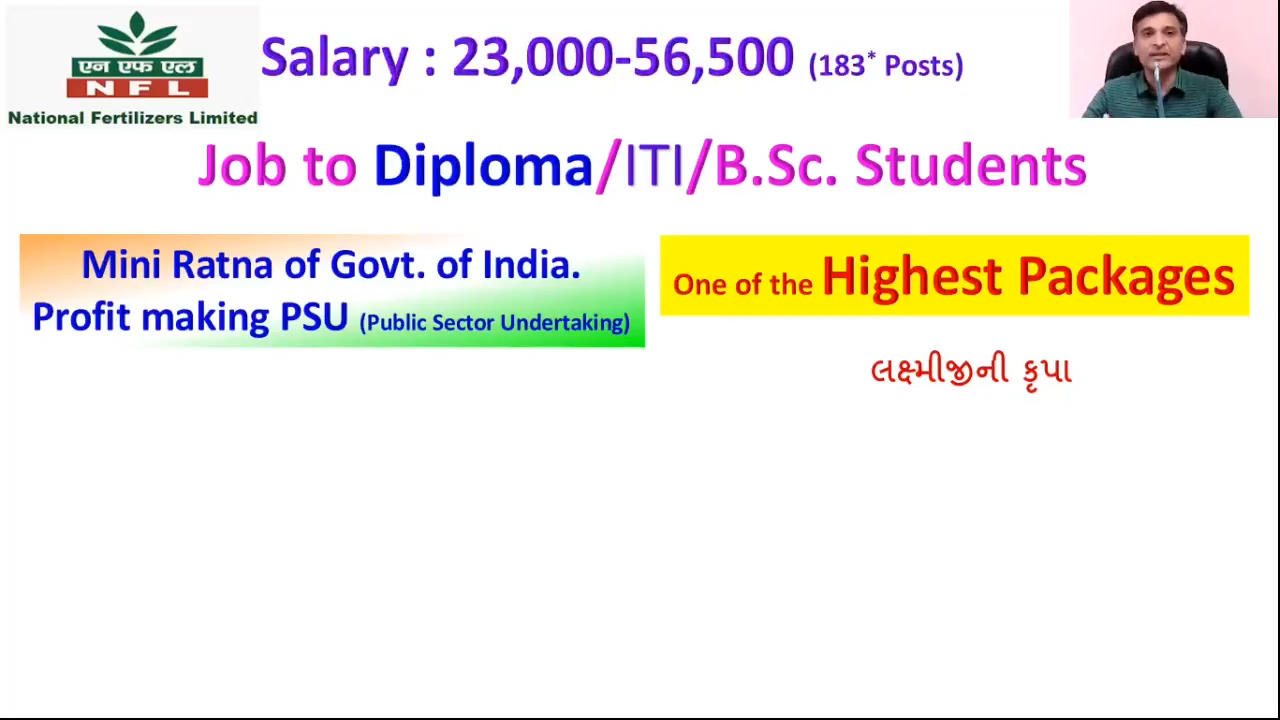 एन एफ एल
NFL
National Fertilizers Limited
Salary : 23,000-56,500 (183* Posts)
Job to Diploma/ITI/B.Sc. Students
Mini Ratna of Govt. of India.
Profit making PSU (Public Sector Undertaking)
One of the Highest Packages
લક્ષ્મીજીની કૃપા